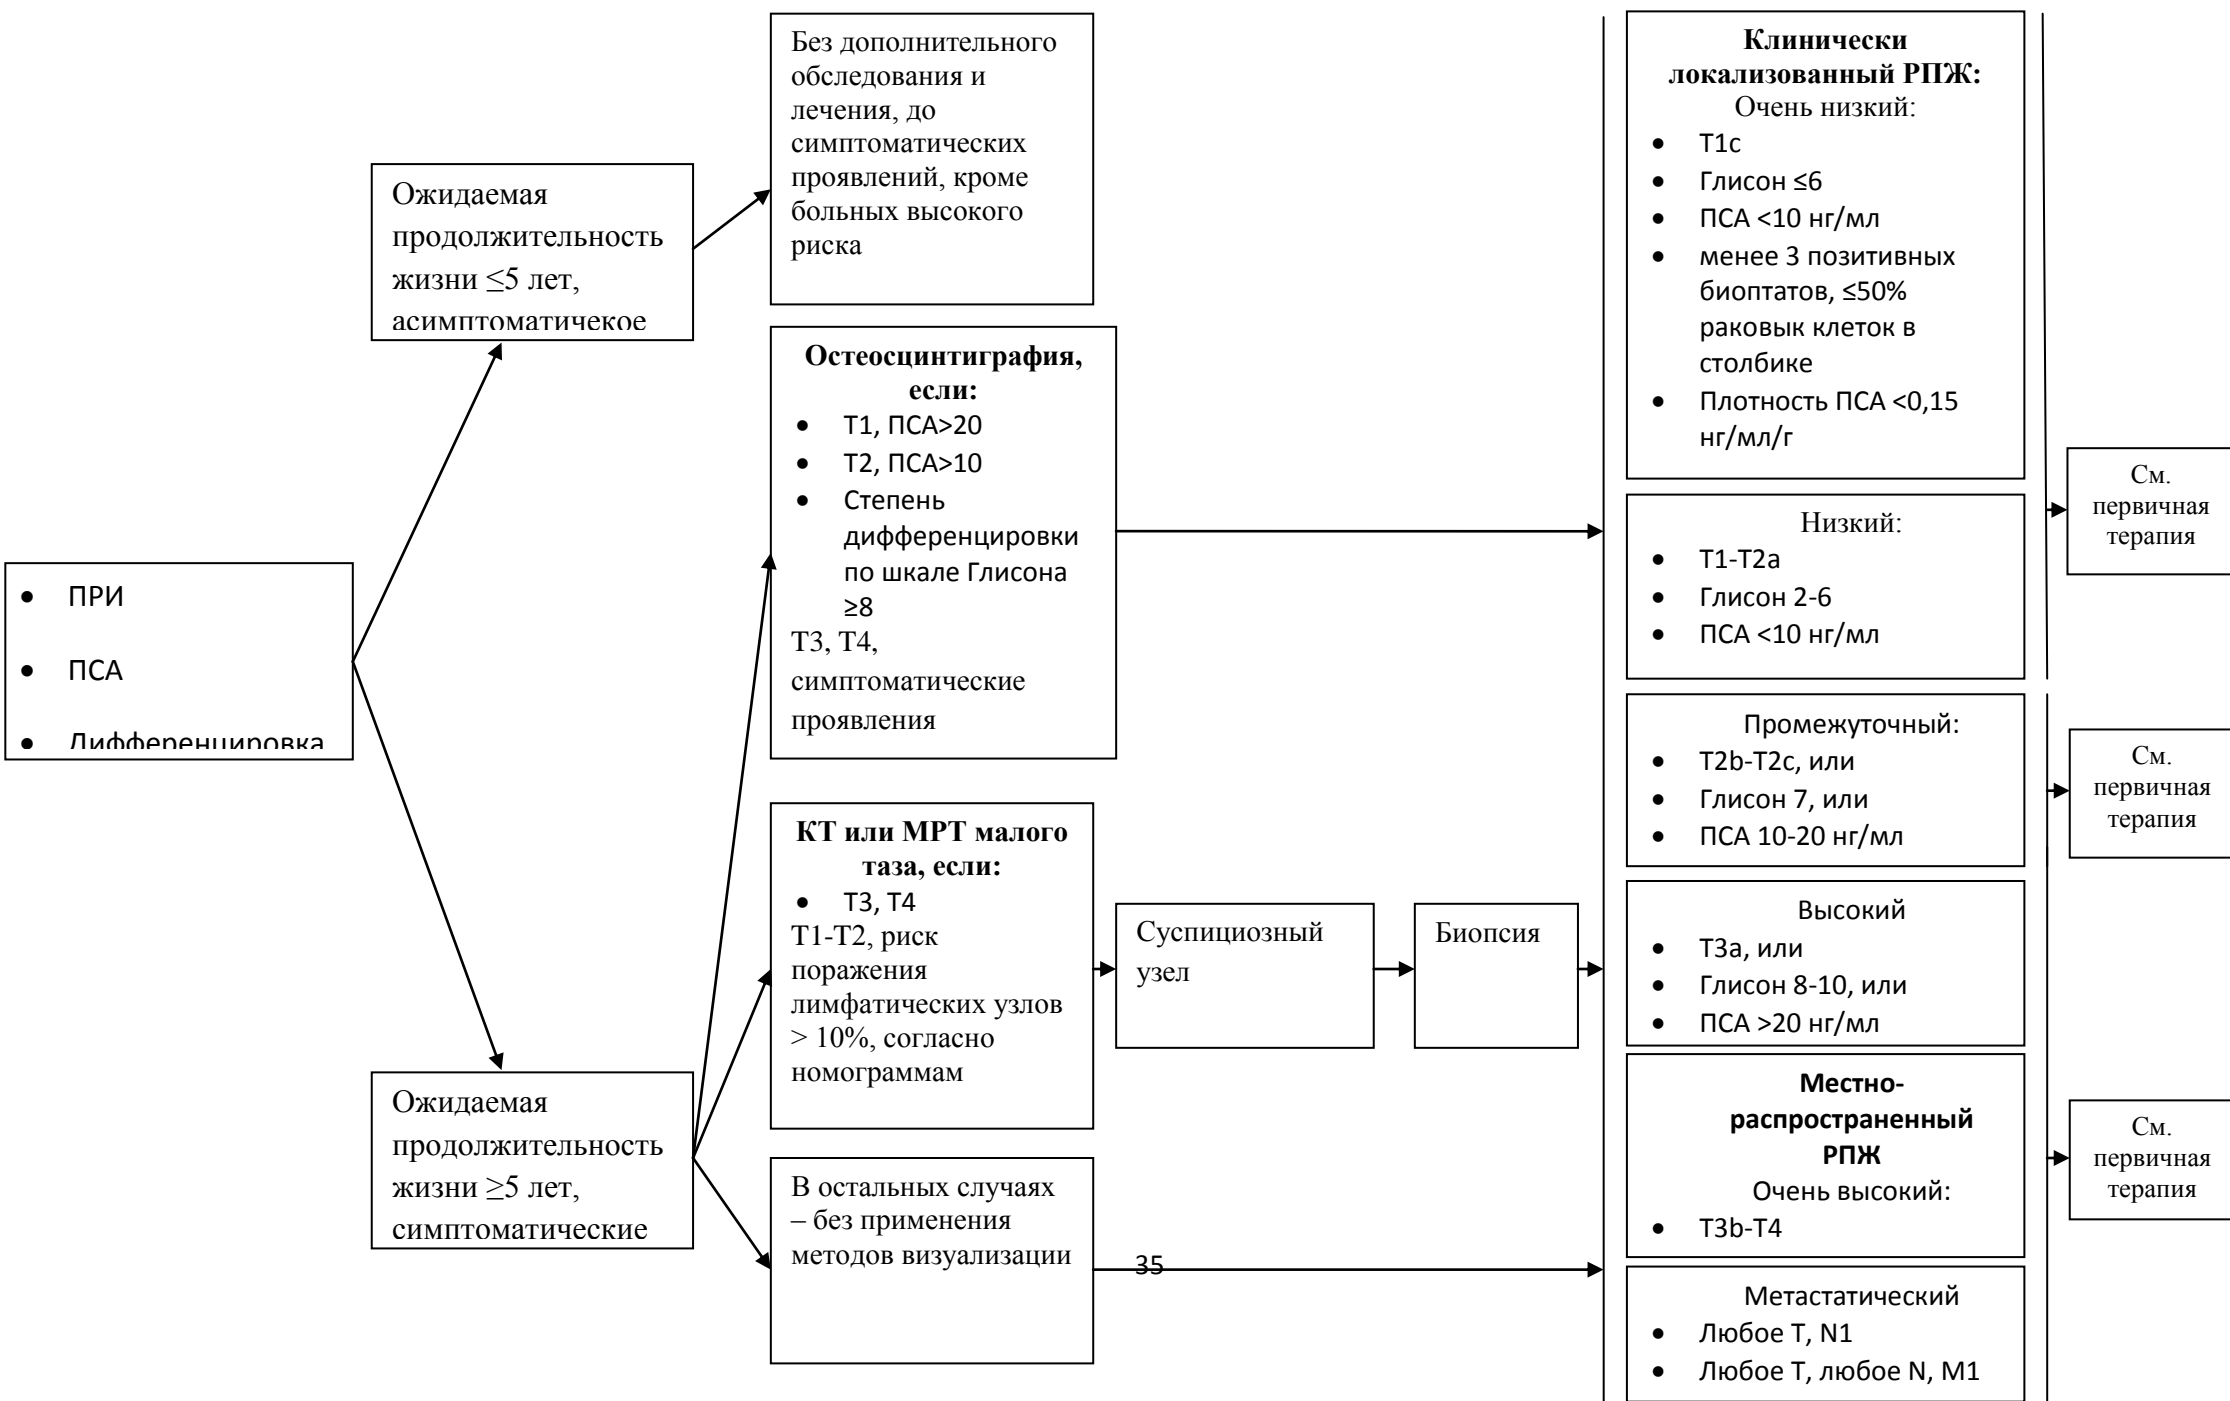 • ПРИ
• ПСА
• Дифференцировка
Ожидаемая
продолжительность
жизни ≤5 лет,
асимптоматичекое
Ожидаемая
продолжительность
жизни ≥5 лет,
симптоматические
Без дополнительного
обследования и
лечения, до
симптоматических
проявлений, кроме
больных высокого
риска
Остеосцинтиграфия,
если:
• Т1, ПСА>20
• Т2, ПСА>10
• Степень
дифференцировки
по шкале Глисона
≥8
Т3, Т4,
симптоматические
проявления
КТ или МРТ малого
таза, если:
• Т3, Т4
Т1-Т2, риск
поражения
лимфатических узлов
> 10%, согласно
номограммам
В остальных случаях
– без применения
методов визуализации
Суспициозный
узел
Биопсия
35
Клинически
локализованный РПЖ:
Очень низкий:
• T1c
• Глисон ≤6
• ПСА <10 нг/мл
• менее 3 позитивных
биоптатов, ≤50%
раковык клеток в
столбике
• Плотность ПСА <0,15
нг/мл/г
Низкий:
• Т1-Т2а
• Глисон 2-6
• ПСА <10 нг/мл
Промежуточный:
• T2b-T2c, или
• Глисон 7, или
• ПСА 10-20 нг/мл
Высокий
• Т3а, или
• Глисон 8-10, или
• ПСА >20 нг/мл
Местно-
распространенный
РПЖ
Очень высокий:
• T3b-T4
Метастатический
• Любое Т, N1
• Любое Т, любое N, M1
См.
первичная
терапия
См.
первичная
терапия
См.
первичная
терапия